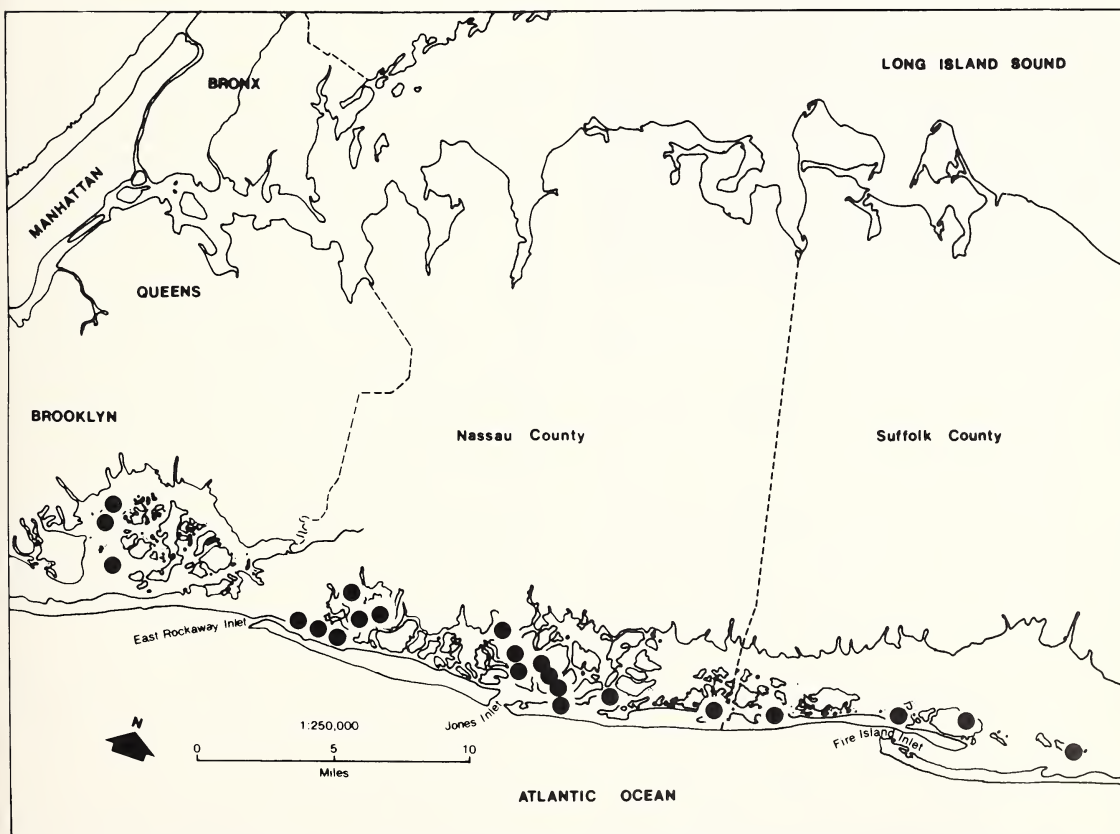 LONG ISLAND SOUND
BRONX
MANHATTAN
QUEENS
BROOKLYN
Nassau County
Suffolk County
East Rockaway Inlet
N
1:250,000
Jones Inlet
Fire Island Inlet
0 5 10
Miles
ATLANTIC OCEAN